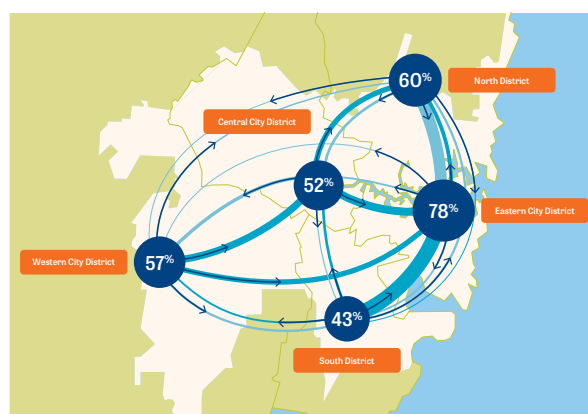 60%
North District
Central City District
52%
78%
Eastern City District
Western City District
57%
43%
South District